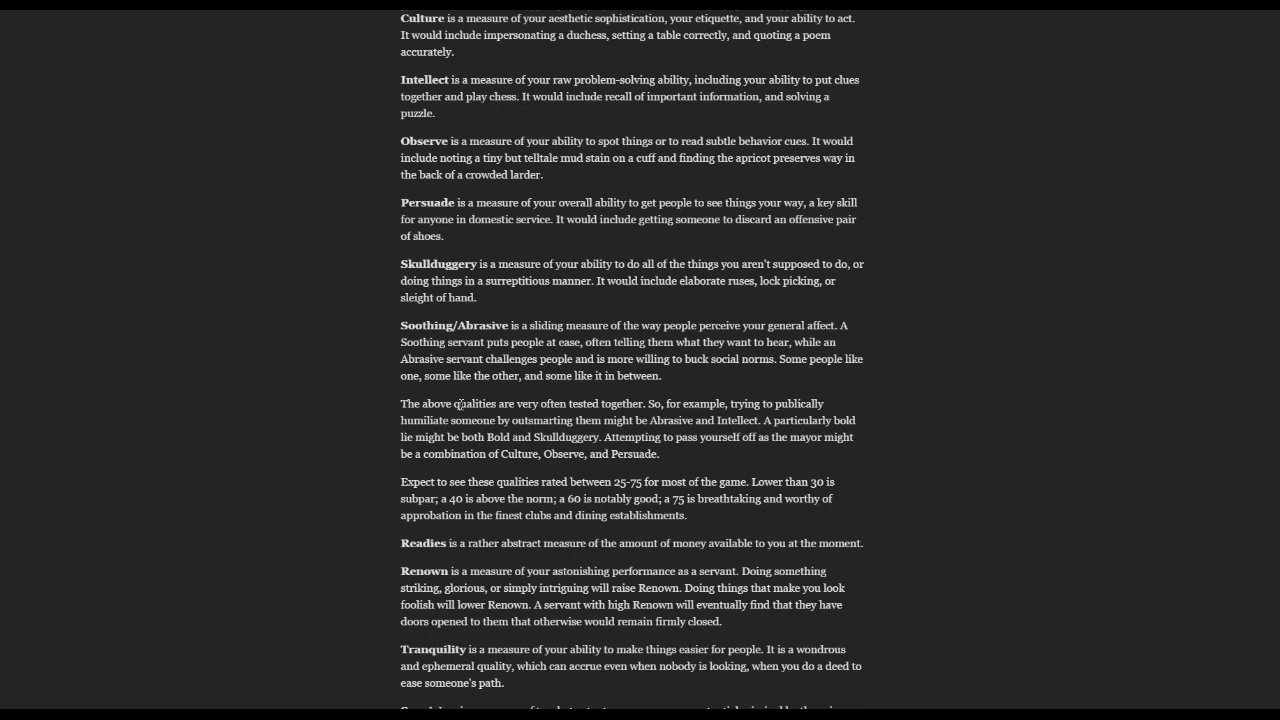 Culture is a measure of your aesthetic sophistication, your etiquette, and your ability to act.
It would include impersonating a duchess, setting a table correctly, and quoting a poem
accurately.
Intellect is a measure of your raw problem-solving ability, including your ability to put clues
together and play chess. It would include recall of important information, and solving a
puzzle.
Observe is a measure of your ability to spot things or to read subtle behavior cues. It would
include noting a tiny but telltale mud stain on a cuff and finding the apricot preserves way in
the back of a crowded larder.
Persuade is a measure of your overall ability to get people to see things your way, a key skill
for anyone in domestic service. It would include getting someone to discard an offensive pair
of shoes.
Skullduggery is a measure of your ability to do all of the things you aren't supposed to do, or
doing things in a surreptitious manner. It would include elaborate ruses, lock picking, or
sleight of hand.
Soothing/Abrasive is a sliding measure of the way people perceive your general affect. A
Soothing servant puts people at ease, often telling them what they want to hear, while an
Abrasive servant challenges people and is more willing to buck social norms. Some people like
one, some like the other, and some like it in between.
The above qualities are very often tested together. So, for example, trying to publically
humiliate someone by outsmarting them might be Abrasive and Intellect. A particularly bold
lie might be both Bold and Skullduggery. Attempting to pass yourself off as the mayor might
be a combination of Culture, Observe, and Persuade.
Expect to see these qualities rated between 25-75 for most of the game. Lower than 30 is
subpar; a 40 is above the norm; a 60 is notably good; a 75 is breathtaking and worthy of
approbation in the finest clubs and dining establishments.
Readies is a rather abstract measure of the amount of money available to you at the moment.
Renown is a measure of your astonishing performance as a servant. Doing something
striking, glorious, or simply intriguing will raise Renown. Doing things that make you look
foolish will lower Renown. A servant with high Renown will eventually find that they have
doors opened to them that otherwise would remain firmly closed.
Tranquility is a measure of your ability to make things easier for people. It is a wondrous
and ephemeral quality, which can accrue even when nobody is looking, when you do a deed to
ease someone's path.